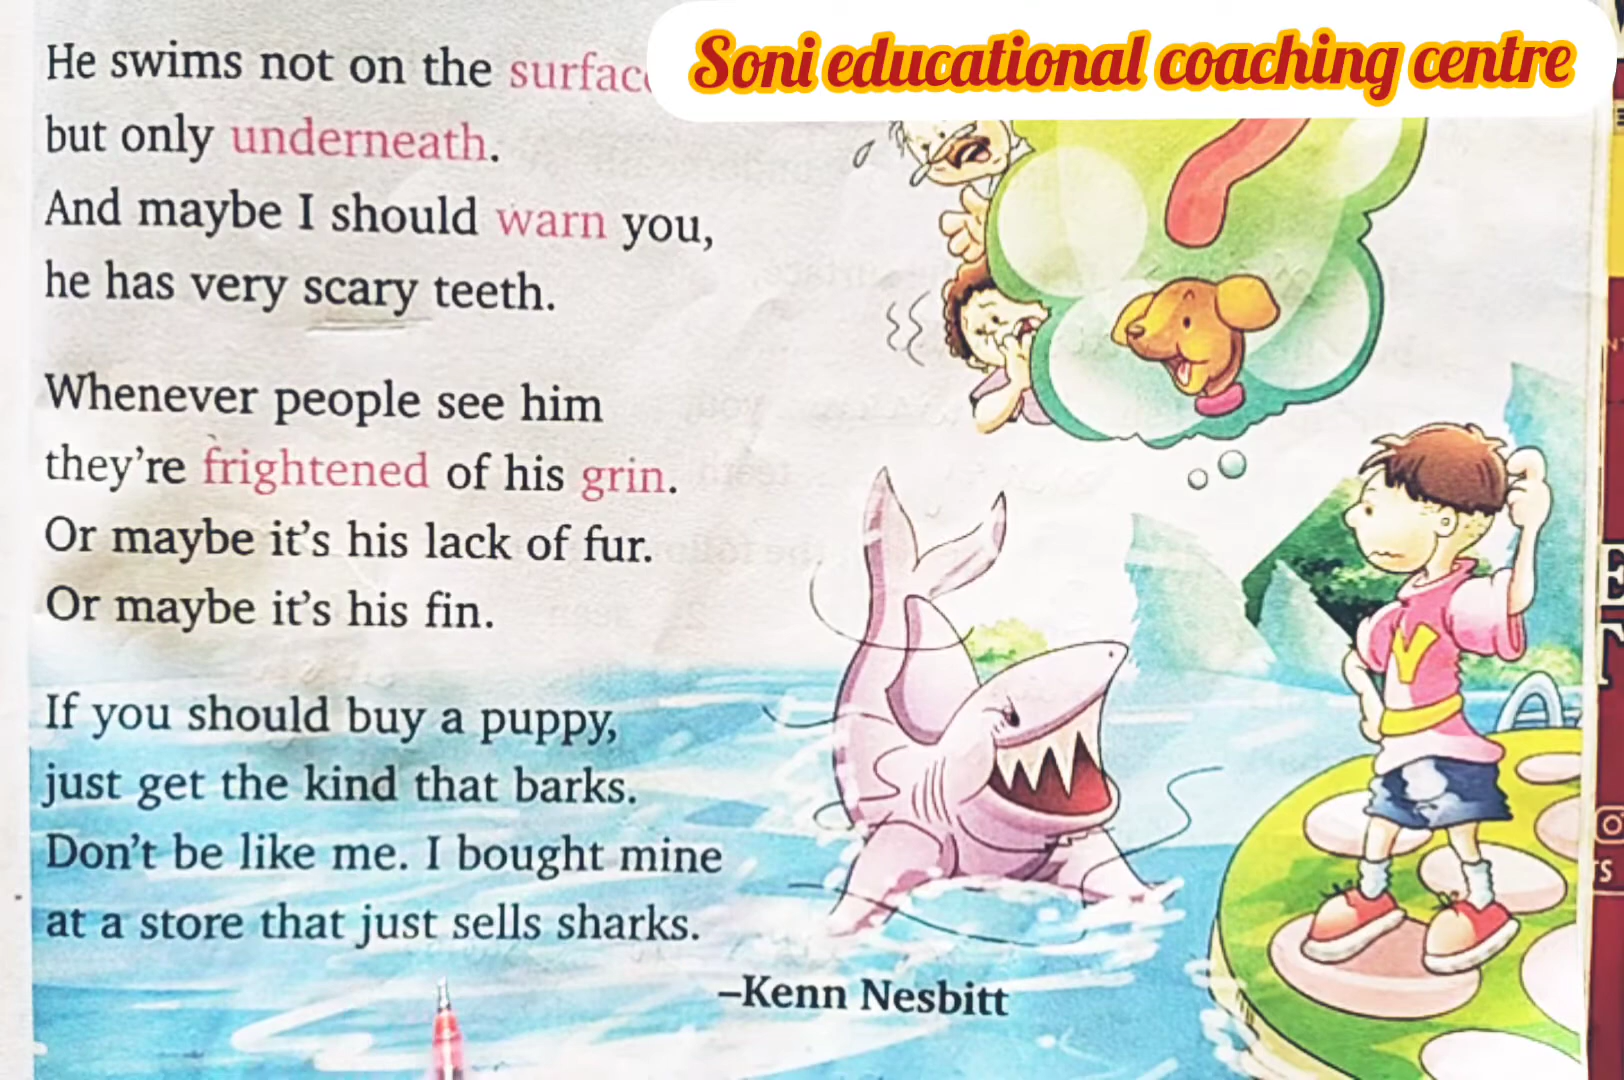 Soni educational coaching centre
He swims not on the surfac
but only underneath.
And maybe I should warn you,
he has very scary teeth.
Whenever people see him
they're frightened of his grin.
Or maybe it's his lack of fur.
Or maybe it's his fin.
If you should buy a puppy,
just get the kind that barks.
Don't be like me. I bought mine
at a store that just sells sharks.
–Kenn Nesbitt
Y
E
T
TS